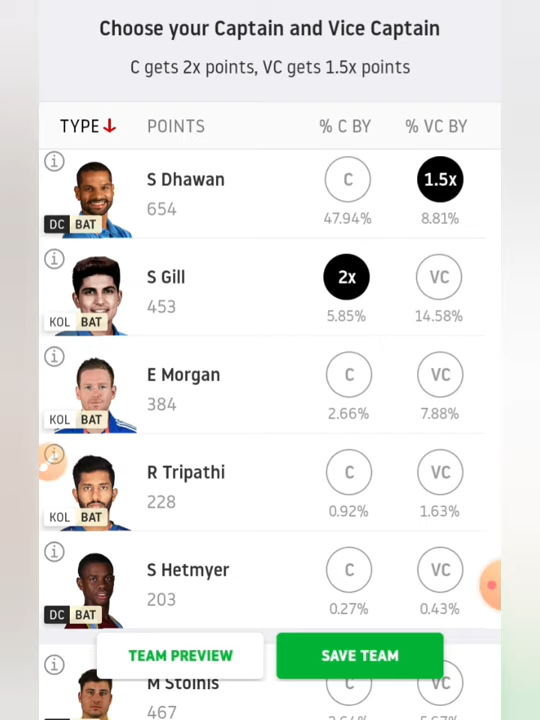 Choose your Captain and Vice Captain
C gets 2x points, VC gets 1.5x points
TYPE POINTS % C BY % VC BY
S Dhawan
654
C
47.94%
1.5x
8.81%
DC BAT
S Gill
453
2x
5.85%
VC
14.58%
KOL BAT
E Morgan
384
C
2.66%
VC
7.88%
KOL BAT
R Tripathi
228
C
0.92%
VC
1.63%
KOL BAT
S Hetmyer
203
C
0.27%
VC
0.43%
DC BAT
TEAM PREVIEW
SAVE TEAM
M Stoinis
467
C
VC